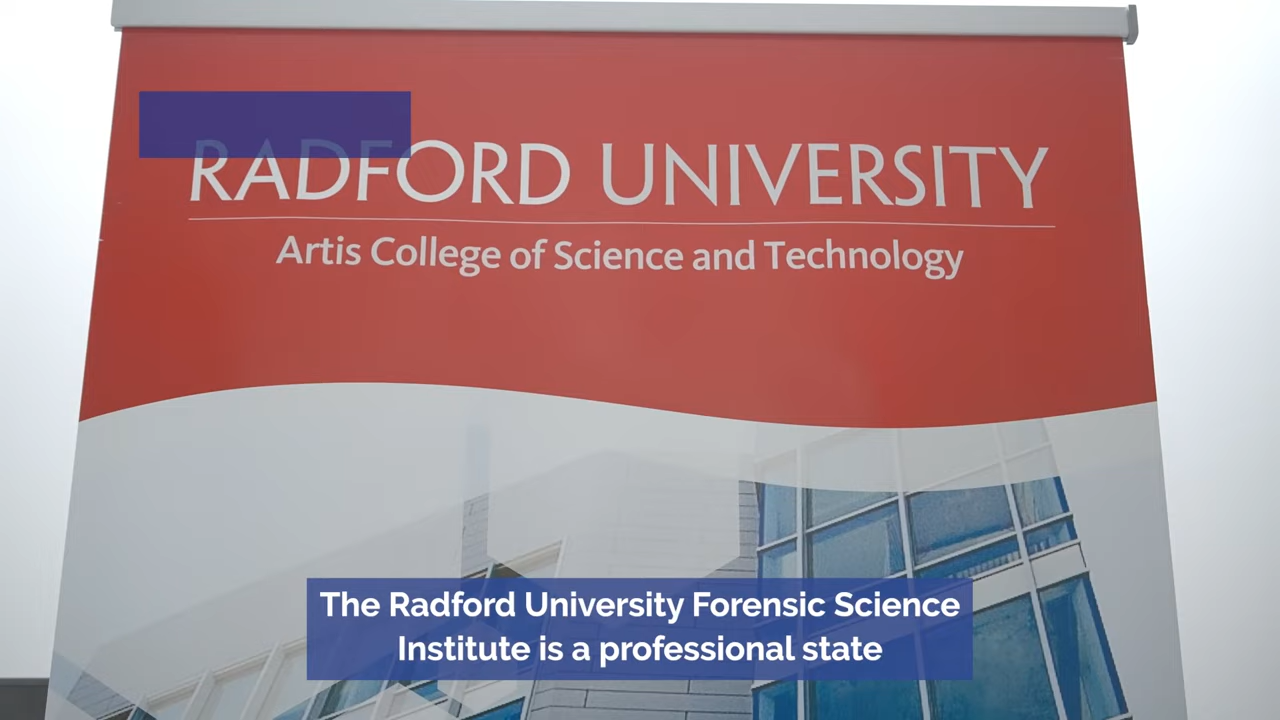 RADFORD UNIVERSITY
Artis College of Science and Technology
The Radford University Forensic Science
Institute is a professional state